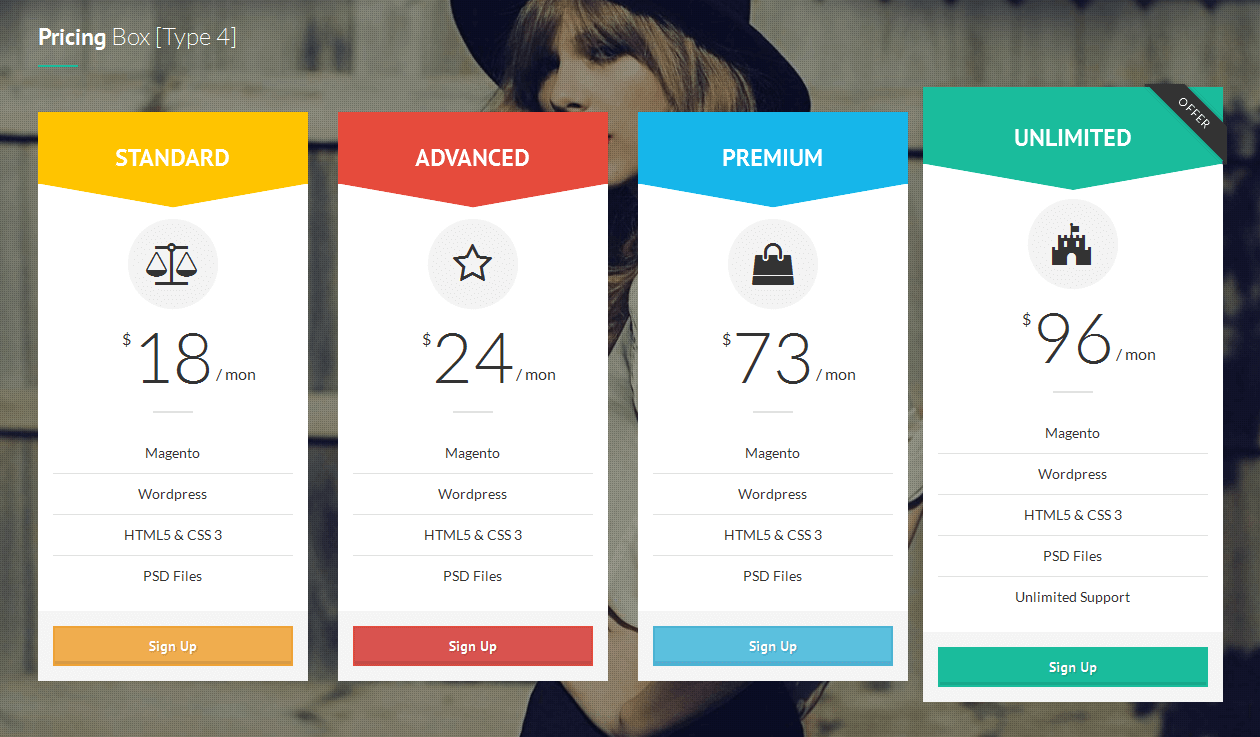 Pricing Box [Type 4]
STANDARD
$ 18 / mon
Magento
Wordpress
HTML5 & CSS 3
PSD Files
Sign Up
ADVANCED
$ 24 / mon
Magento
Wordpress
HTML5 & CSS 3
PSD Files
Sign Up
PREMIUM
$ 73 / mon
Magento
Wordpress
HTML5 & CSS 3
PSD Files
Sign Up
OFFER
UNLIMITED
$ 96 / mon
Magento
Wordpress
HTML5 & CSS 3
PSD Files
Unlimited Support
Sign Up